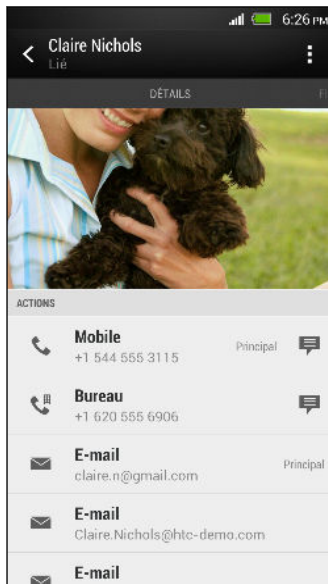 6:26 PM
Claire Nichols
Lié
DÉTAILS
ACTIONS
Mobile
+1 544 555 3115
Principal
Bureau
+1 620 555 6906
E-mail
claire.n@gmail.com
Principal
E-mail
Claire.Nichols@htc-demo.com
E-mail